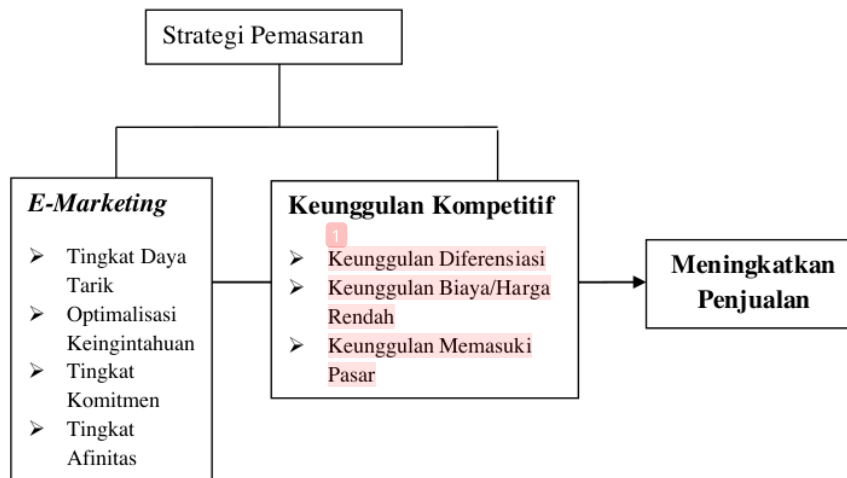 Strategi Pemasaran
E-Marketing
➤ Tingkat Daya
Tarik
➤ Optimalisasi
Keingintahuan
➤ Tingkat
Komitmen
➤ Tingkat
Afinitas
Keunggulan Kompetitif
1
➤ Keunggulan Diferensiasi
➤ Keunggulan Biaya/Harga
Rendah
➤ Keunggulan Memasuki
Pasar
Meningkatkan
Penjualan